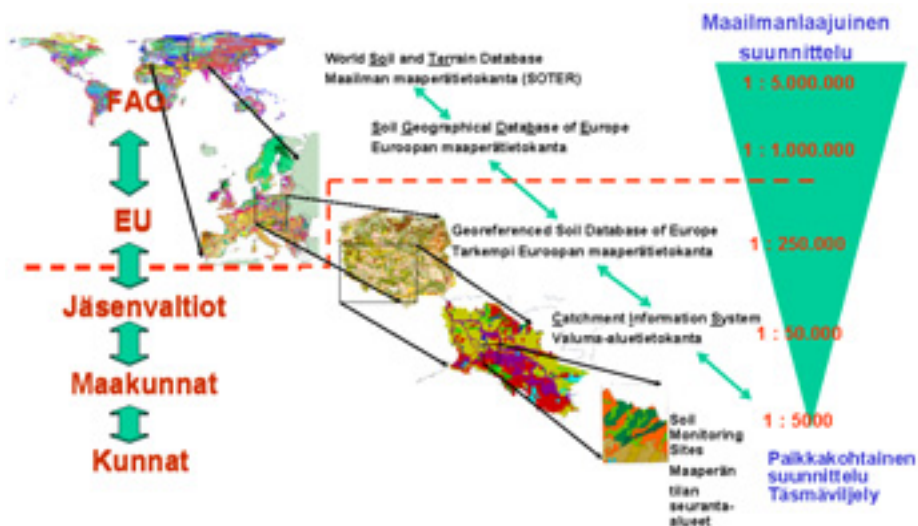 Maailmanlaajuinen
suunnittelu
World Soil and Terrain Database
Maailman maaperätietokanta (SOTER)
1 : 5.000.000
FAO
Soil Geographical Database of Europe
Euroopan maaperätietokanta
1 : 1.000.000
EU
Georeferenced Soil Database of Europe
Tarkempi Euroopan maaperätietokanta
1 : 250.000
Jäsenvaltiot
Catchment Information System
Valuma-aluetietokanta
1 : 50.000
Maakunnat
1 : 5000
Soil
Monitoring
Sites
Kunnat
Maaperän
tilan
seuranta-
alueet
Paikkakohtainen
suunnittelu
Täsmäviljely